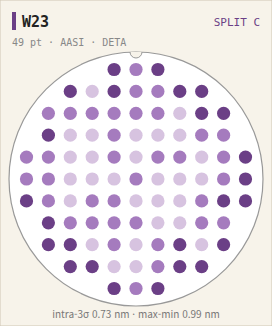 W23 SPLIT C
49 pt · AASI · DETA
intra-3σ 0.73 nm · max-min 0.99 nm